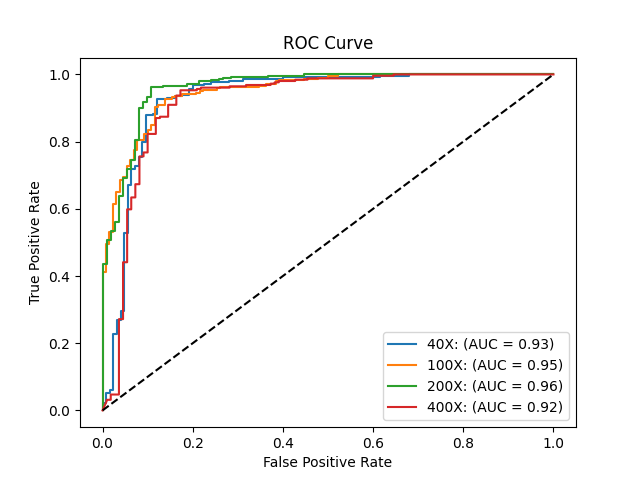 ROC Curve
True Positive Rate
1.0
0.8
0.6
0.4
0.2
0.0
40X: (AUC = 0.93)
100X: (AUC = 0.95)
200X: (AUC = 0.96)
400X: (AUC = 0.92)
0.0 0.2 0.4 0.6 0.8 1.0
False Positive Rate